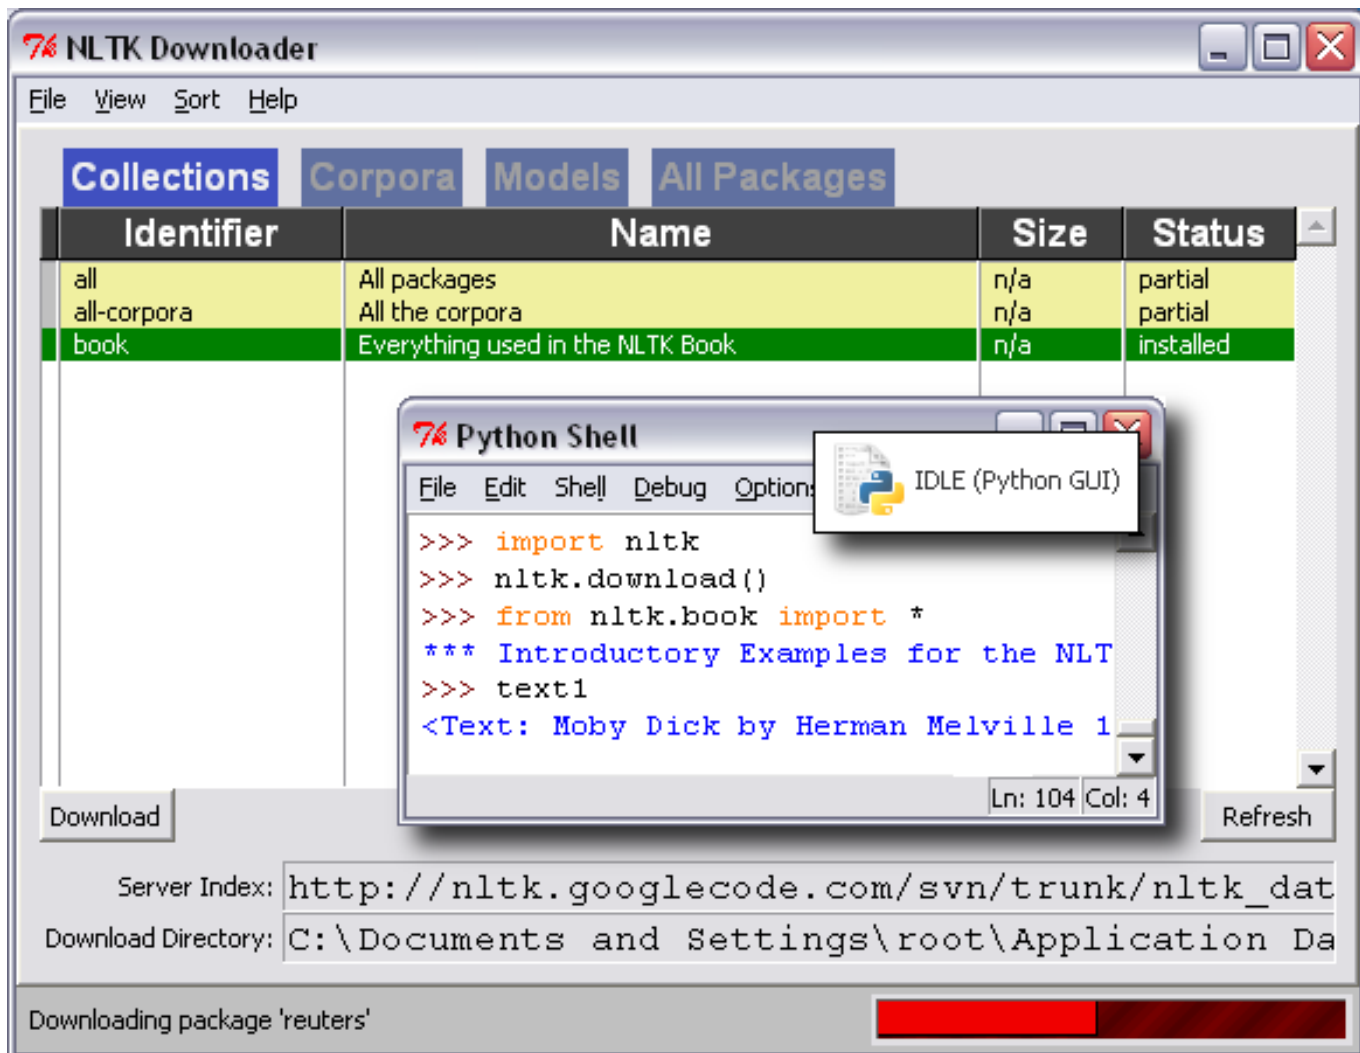 NLTK Downloader
File View Sort Help
Collections Corpora Models All Packages
Identifier Name Size Status
all All packages n/a partial
all-corpora All the corpora n/a partial
book Everything used in the NLTK Book n/a installed
Python Shell
File Edit Shell Debug Options
IDLE (Python GUI)
>>> import nltk
>>> nltk.download()
>>> from nltk.book import *
*** Introductory Examples for the NLT
>>> text1
<Text: Moby Dick by Herman Melville 1
Ln: 104 Col: 4
Download Refresh
Server Index: http://nltk.googlecode.com/svn/trunk/nltk_dat
Download Directory: C:\Documents and Settings\root\Application Da
Downloading package 'reuters'